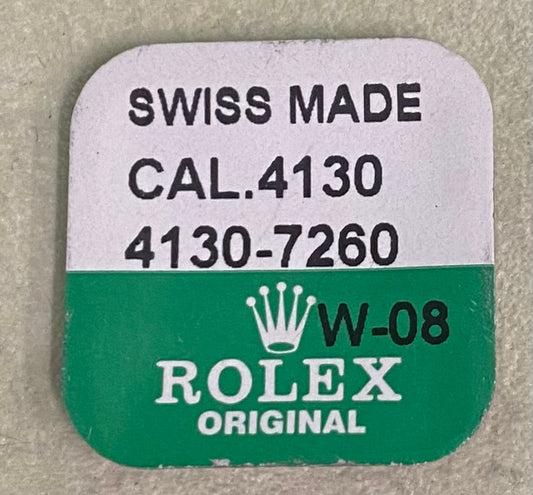 SWISS MADE
CAL.4130
4130-7260
W-08
ROLEX
ORIGINAL